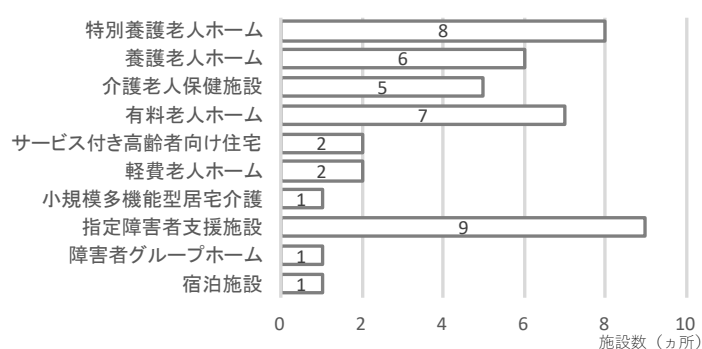 特別養護老人ホーム 8
養護老人ホーム 6
介護老人保健施設 5
有料老人ホーム 7
サービス付き高齢者向け住宅 2
軽費老人ホーム 2
小規模多機能型居宅介護 1
指定障害者支援施設 9
障害者グループホーム 1
宿泊施設 1
0 2 4 6 8 10
施設数（ヵ所）